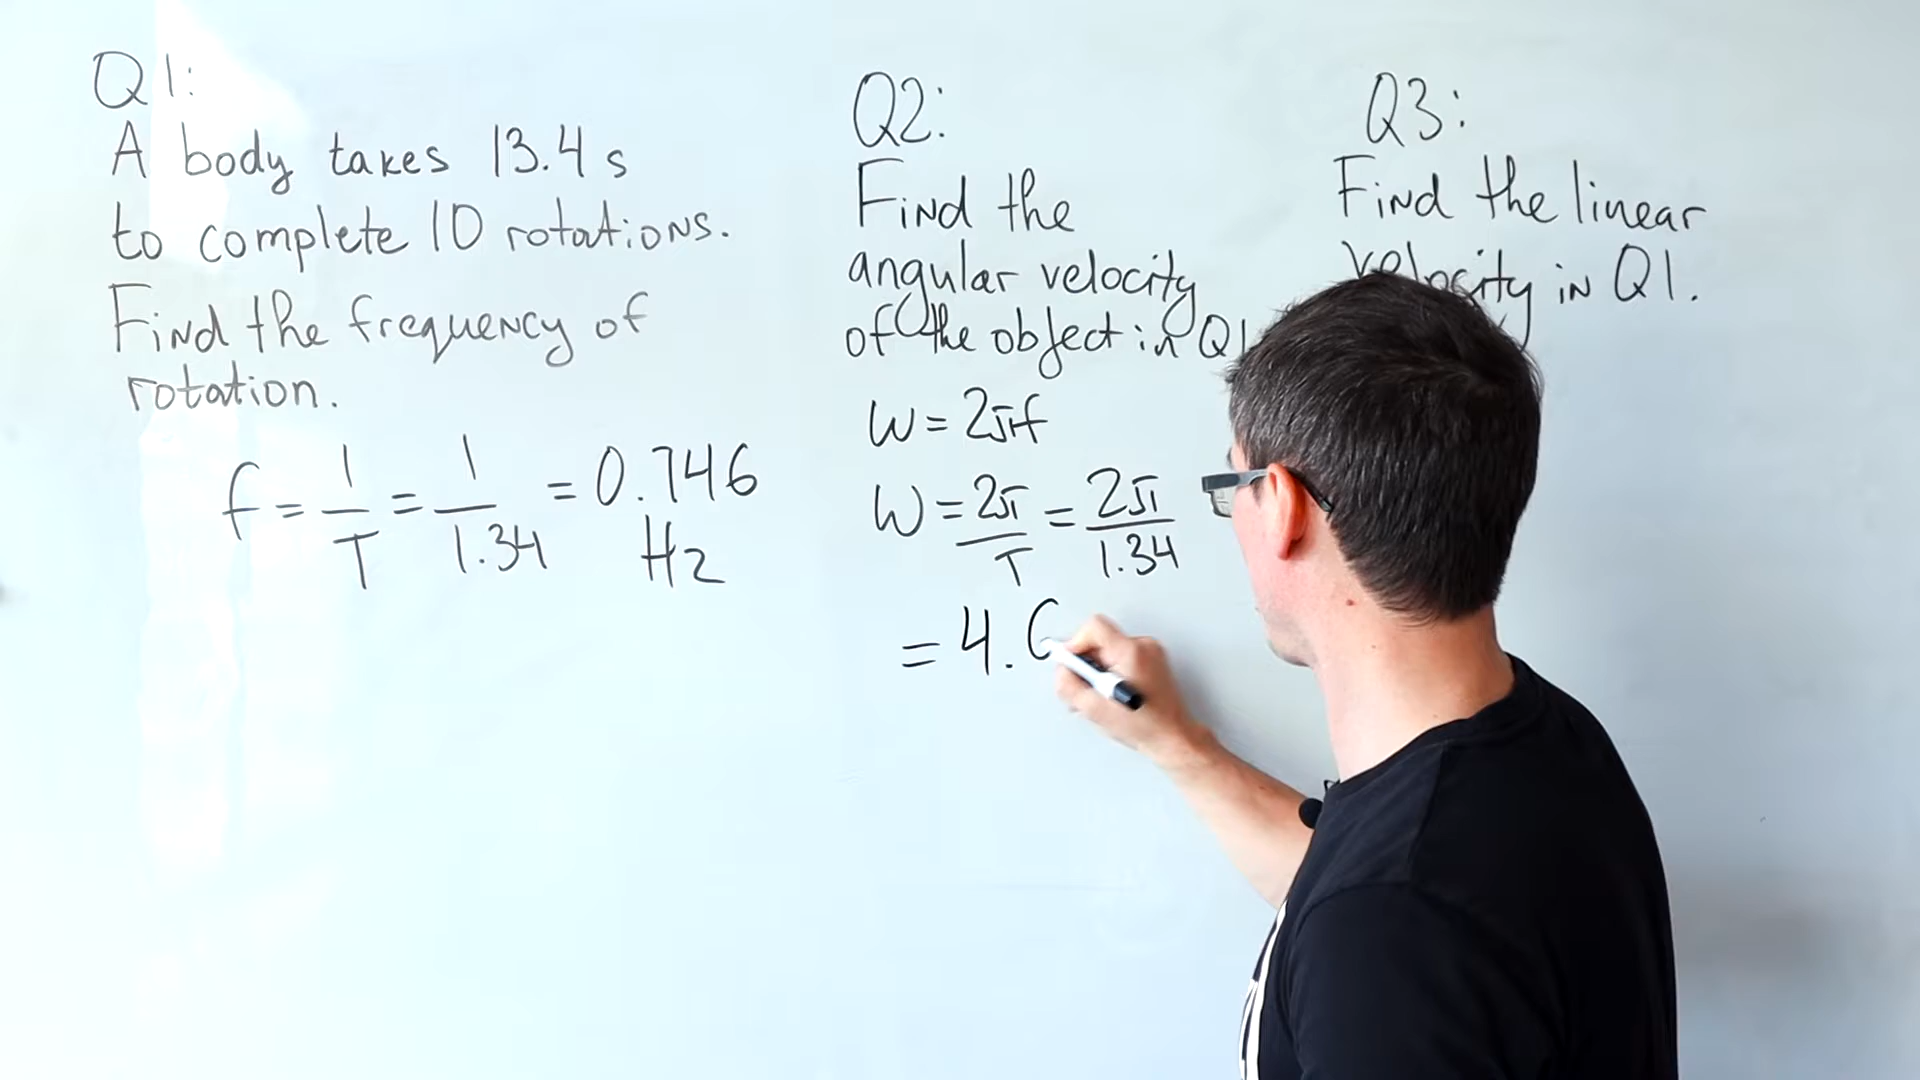 Q1:
A body takes 13.4 s
to complete 10 rotations.
Find the frequency of
rotation.
f = 1/T = 1/1.34 = 0.746
Hz
Q2:
Find the
angular velocity
of the object in Q1
ω = 2πf
ω = 2π/T = 2π/1.34
= 4.6
Q3:
Find the linear
velocity in Q1.